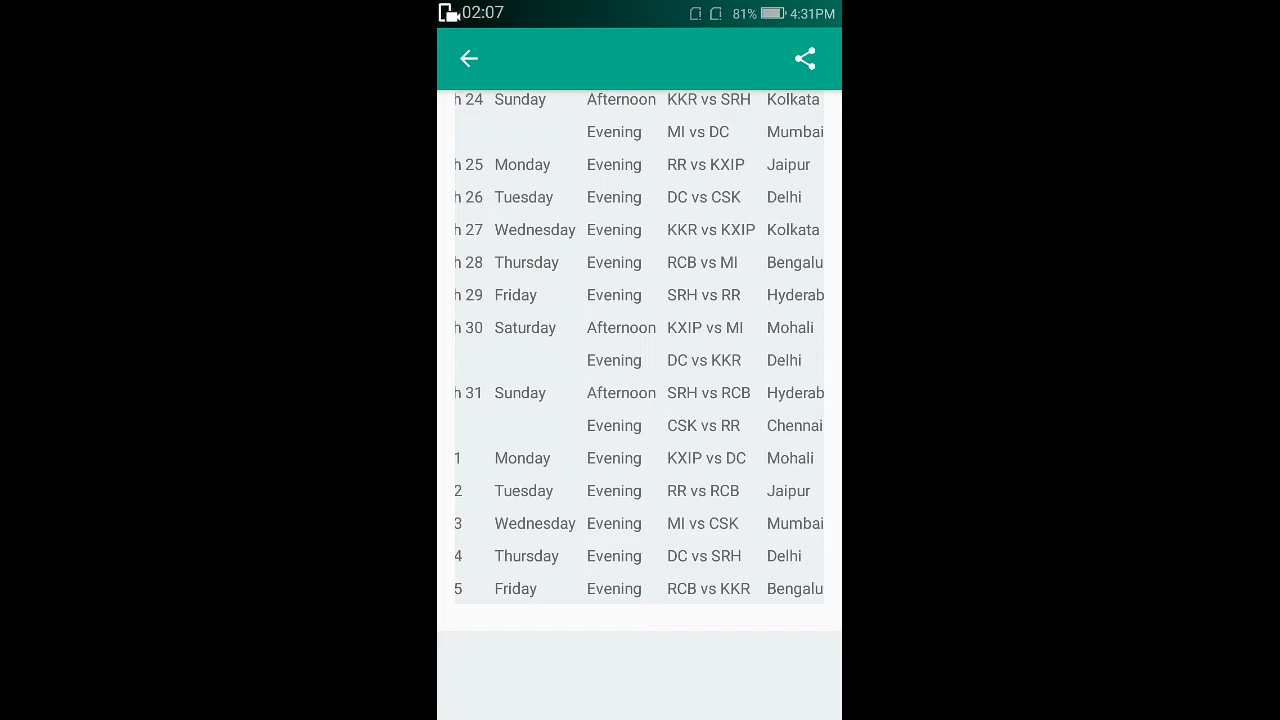 02:07 81% 4:31PM
h 24 Sunday Afternoon KKR vs SRH Kolkata
Evening MI vs DC Mumbai
h 25 Monday Evening RR vs KXIP Jaipur
h 26 Tuesday Evening DC vs CSK Delhi
h 27 Wednesday Evening KKR vs KXIP Kolkata
h 28 Thursday Evening RCB vs MI Bengalu
h 29 Friday Evening SRH vs RR Hyderab
h 30 Saturday Afternoon KXIP vs MI Mohali
Evening DC vs KKR Delhi
h 31 Sunday Afternoon SRH vs RCB Hyderab
Evening CSK vs RR Chennai
1 Monday Evening KXIP vs DC Mohali
2 Tuesday Evening RR vs RCB Jaipur
3 Wednesday Evening MI vs CSK Mumbai
4 Thursday Evening DC vs SRH Delhi
5 Friday Evening RCB vs KKR Bengalu